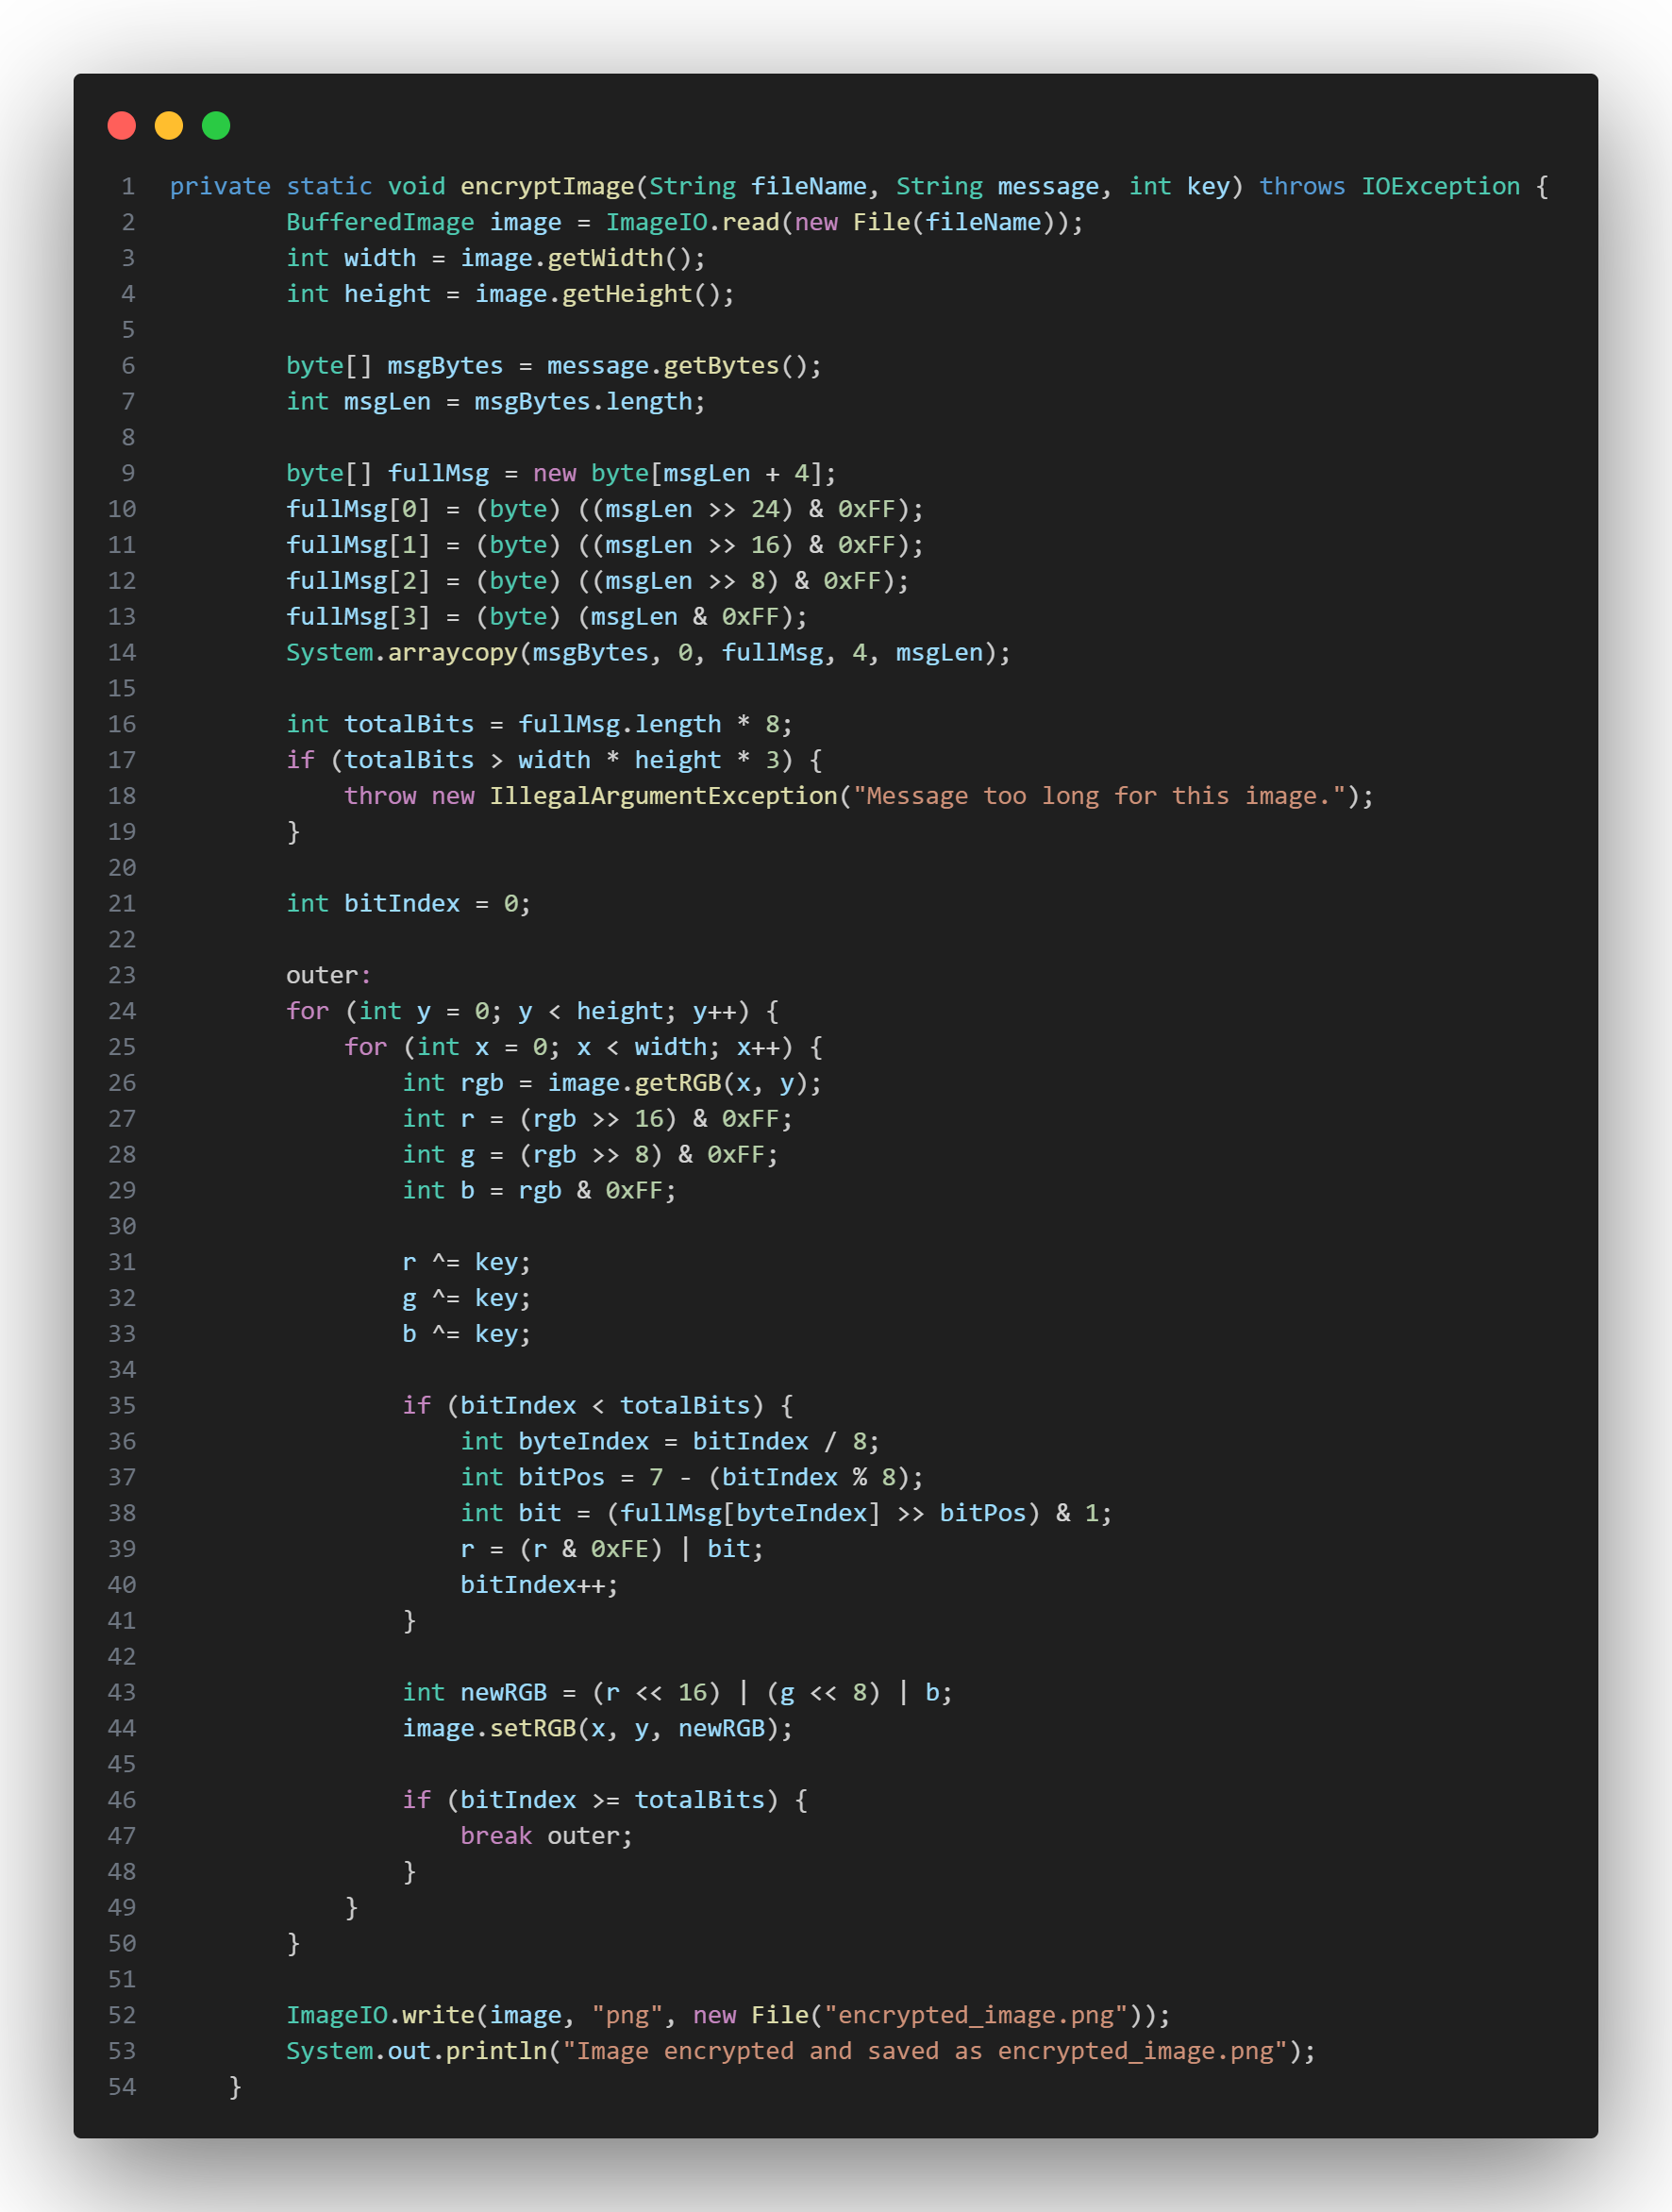 1 private static void encryptImage(String fileName, String message, int key) throws IOException {
2         BufferedImage image = ImageIO.read(new File(fileName));
3         int width = image.getWidth();
4         int height = image.getHeight();
5
6         byte[] msgBytes = message.getBytes();
7         int msgLen = msgBytes.length;
8
9         byte[] fullMsg = new byte[msgLen + 4];
10         fullMsg[0] = (byte) ((msgLen >> 24) & 0xFF);
11         fullMsg[1] = (byte) ((msgLen >> 16) & 0xFF);
12         fullMsg[2] = (byte) ((msgLen >> 8) & 0xFF);
13         fullMsg[3] = (byte) (msgLen & 0xFF);
14         System.arraycopy(msgBytes, 0, fullMsg, 4, msgLen);
15
16         int totalBits = fullMsg.length * 8;
17         if (totalBits > width * height * 3) {
18             throw new IllegalArgumentException("Message too long for this image.");
19         }
20
21         int bitIndex = 0;
22
23         outer:
24         for (int y = 0; y < height; y++) {
25             for (int x = 0; x < width; x++) {
26                 int rgb = image.getRGB(x, y);
27                 int r = (rgb >> 16) & 0xFF;
28                 int g = (rgb >> 8) & 0xFF;
29                 int b = rgb & 0xFF;
30
31                 r ^= key;
32                 g ^= key;
33                 b ^= key;
34
35                 if (bitIndex < totalBits) {
36                     int byteIndex = bitIndex / 8;
37                     int bitPos = 7 - (bitIndex % 8);
38                     int bit = (fullMsg[byteIndex] >> bitPos) & 1;
39                     r = (r & 0xFE) | bit;
40                     bitIndex++;
41                 }
42
43                 int newRGB = (r << 16) | (g << 8) | b;
44                 image.setRGB(x, y, newRGB);
45
46                 if (bitIndex >= totalBits) {
47                     break outer;
48                 }
49             }
50         }
51
52         ImageIO.write(image, "png", new File("encrypted_image.png"));
53         System.out.println("Image encrypted and saved as encrypted_image.png");
54     }